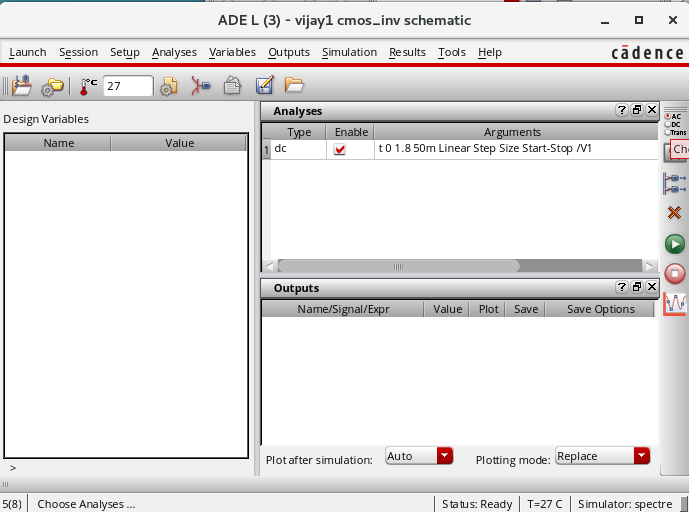 ADE L (3) - vijay1 cmos_inv schematic
Launch Session Setup Analyses Variables Outputs Simulation Results Tools Help
cādence
°C 27
Design Variables
Name Value
>
Analyses
Type Enable Arguments
1 dc t 0 1.8 50m Linear Step Size Start-Stop /V1
Outputs
Name/Signal/Expr Value Plot Save Save Options
Plot after simulation: Auto Plotting mode: Replace
AC
DC
Trans
Che
5(8) Choose Analyses ... Status: Ready T=27 C Simulator: spectre